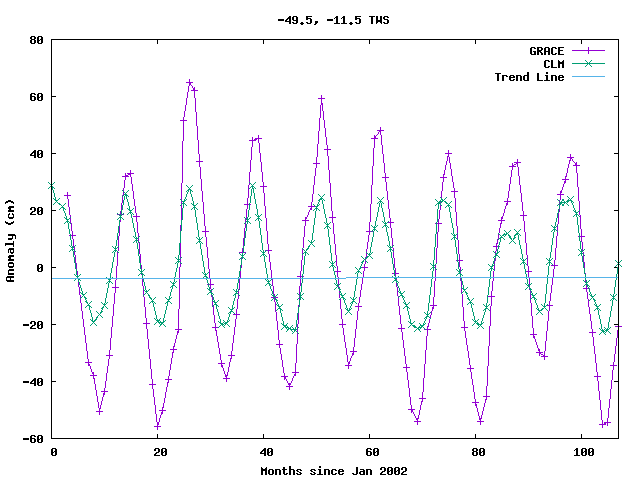 -49.5, -11.5 TWS
GRACE
CLM
Trend Line
80
60
40
20
0
-20
-40
-60
Anomaly (cm)
0 20 40 60 80 100
Months since Jan 2002